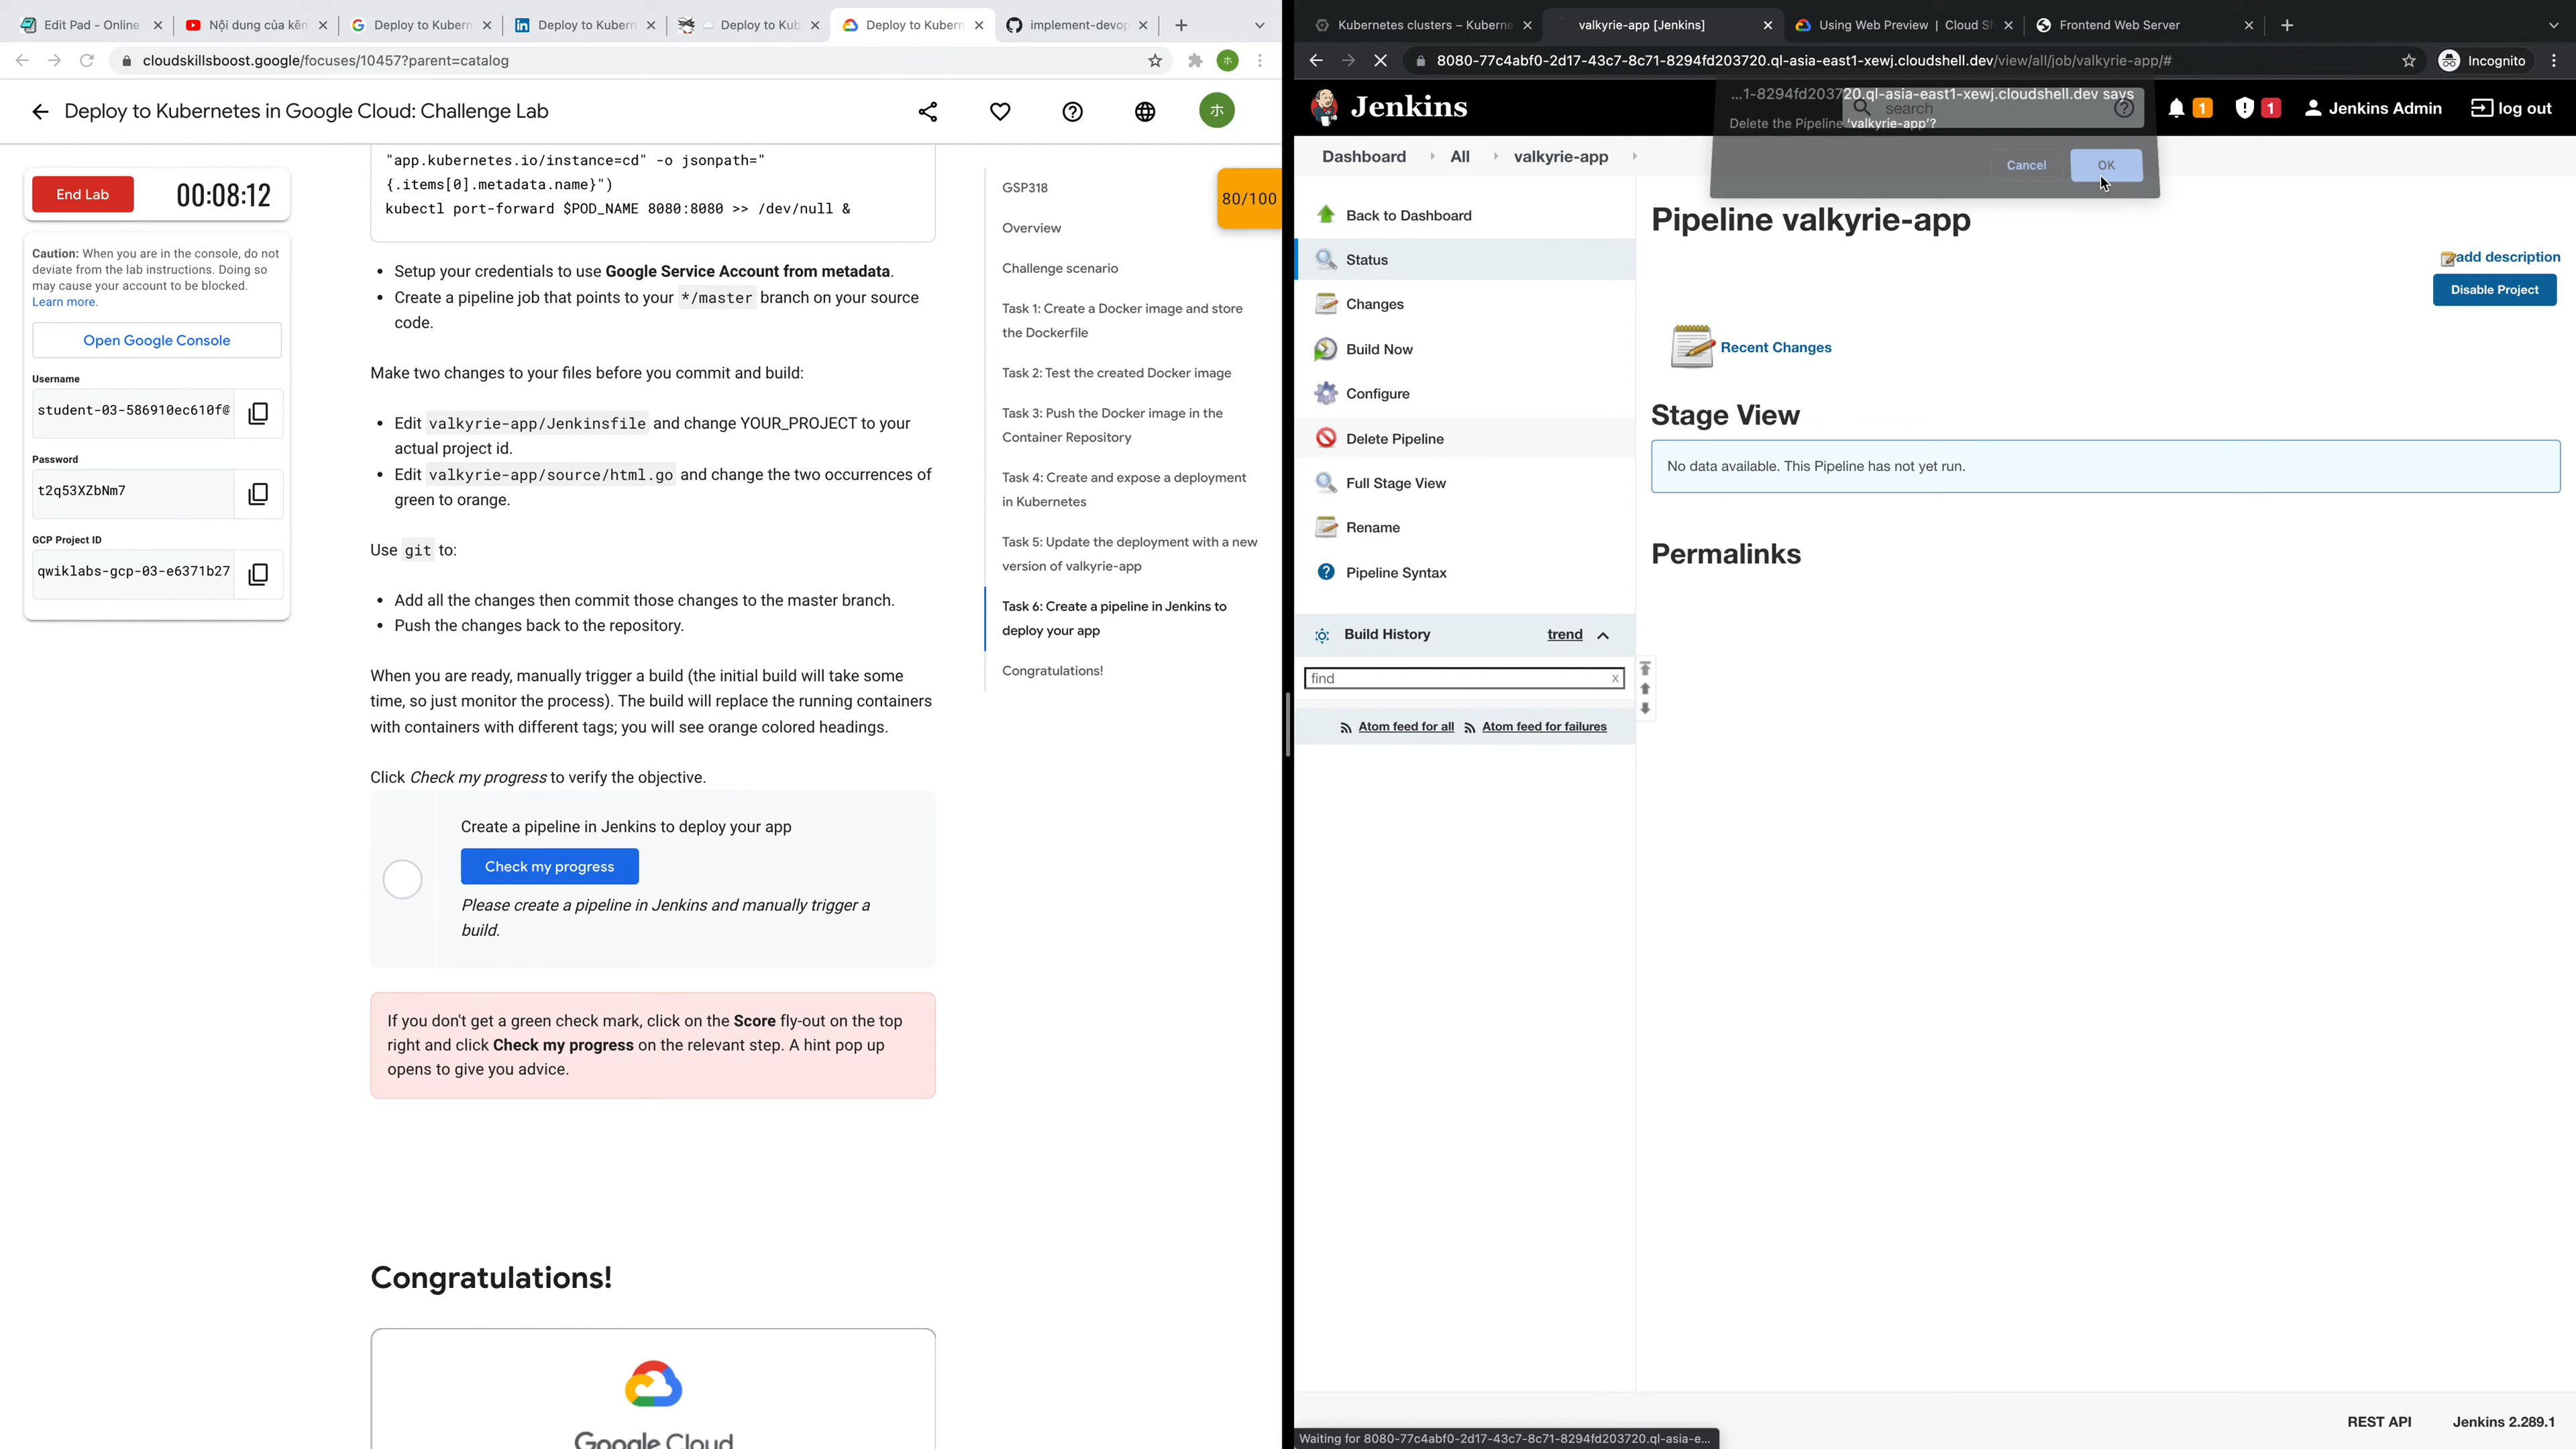 Edit Pad - Online
Nội dung của kên
Deploy to Kubern
Deploy to Kubern
Deploy to Kub
Deploy to Kubern
implement-devop
cloudskillsboost.google/focuses/10457?parent=catalog
ホ
Deploy to Kubernetes in Google Cloud: Challenge Lab
ホ
End Lab
00:08:12
Caution: When you are in the console, do not
deviate from the lab instructions. Doing so
may cause your account to be blocked.
Learn more.
Open Google Console
Username
student-03-586910ec610f@
Password
t2q53XZbNm7
GCP Project ID
qwiklabs-gcp-03-e6371b27
"app.kubernetes.io/instance=cd" -o jsonpath="
{.items[0].metadata.name}")
kubectl port-forward $POD_NAME 8080:8080 >> /dev/null &
• Setup your credentials to use Google Service Account from metadata.
• Create a pipeline job that points to your */master branch on your source
code.
Make two changes to your files before you commit and build:
• Edit valkyrie-app/Jenkinsfile and change YOUR_PROJECT to your
actual project id.
• Edit valkyrie-app/source/html.go and change the two occurrences of
green to orange.
Use git to:
• Add all the changes then commit those changes to the master branch.
• Push the changes back to the repository.
When you are ready, manually trigger a build (the initial build will take some
time, so just monitor the process). The build will replace the running containers
with containers with different tags; you will see orange colored headings.
Click Check my progress to verify the objective.
Create a pipeline in Jenkins to deploy your app
Check my progress
Please create a pipeline in Jenkins and manually trigger a
build.
If you don't get a green check mark, click on the Score fly-out on the top
right and click Check my progress on the relevant step. A hint pop up
opens to give you advice.
Congratulations!
Google Cloud
80/100
GSP318
Overview
Challenge scenario
Task 1: Create a Docker image and store
the Dockerfile
Task 2: Test the created Docker image
Task 3: Push the Docker image in the
Container Repository
Task 4: Create and expose a deployment
in Kubernetes
Task 5: Update the deployment with a new
version of valkyrie-app
Task 6: Create a pipeline in Jenkins to
deploy your app
Congratulations!
Kubernetes clusters – Kuberne
valkyrie-app [Jenkins]
Using Web Preview | Cloud Sh
Frontend Web Server
8080-77c4abf0-2d17-43c7-8c71-8294fd203720.ql-asia-east1-xewj.cloudshell.dev/view/all/job/valkyrie-app/#
Incognito
Jenkins
search
1
1
Jenkins Admin
log out
...1-8294fd203720.ql-asia-east1-xewj.cloudshell.dev says
Delete the Pipeline ‘valkyrie-app’?
Cancel
OK
Dashboard
All
valkyrie-app
Back to Dashboard
Status
Changes
Build Now
Configure
Delete Pipeline
Full Stage View
Rename
Pipeline Syntax
Build History
trend
find
x
Atom feed for all
Atom feed for failures
Pipeline valkyrie-app
add description
Disable Project
Recent Changes
Stage View
No data available. This Pipeline has not yet run.
Permalinks
REST API
Jenkins 2.289.1
Waiting for 8080-77c4abf0-2d17-43c7-8c71-8294fd203720.ql-asia-e...